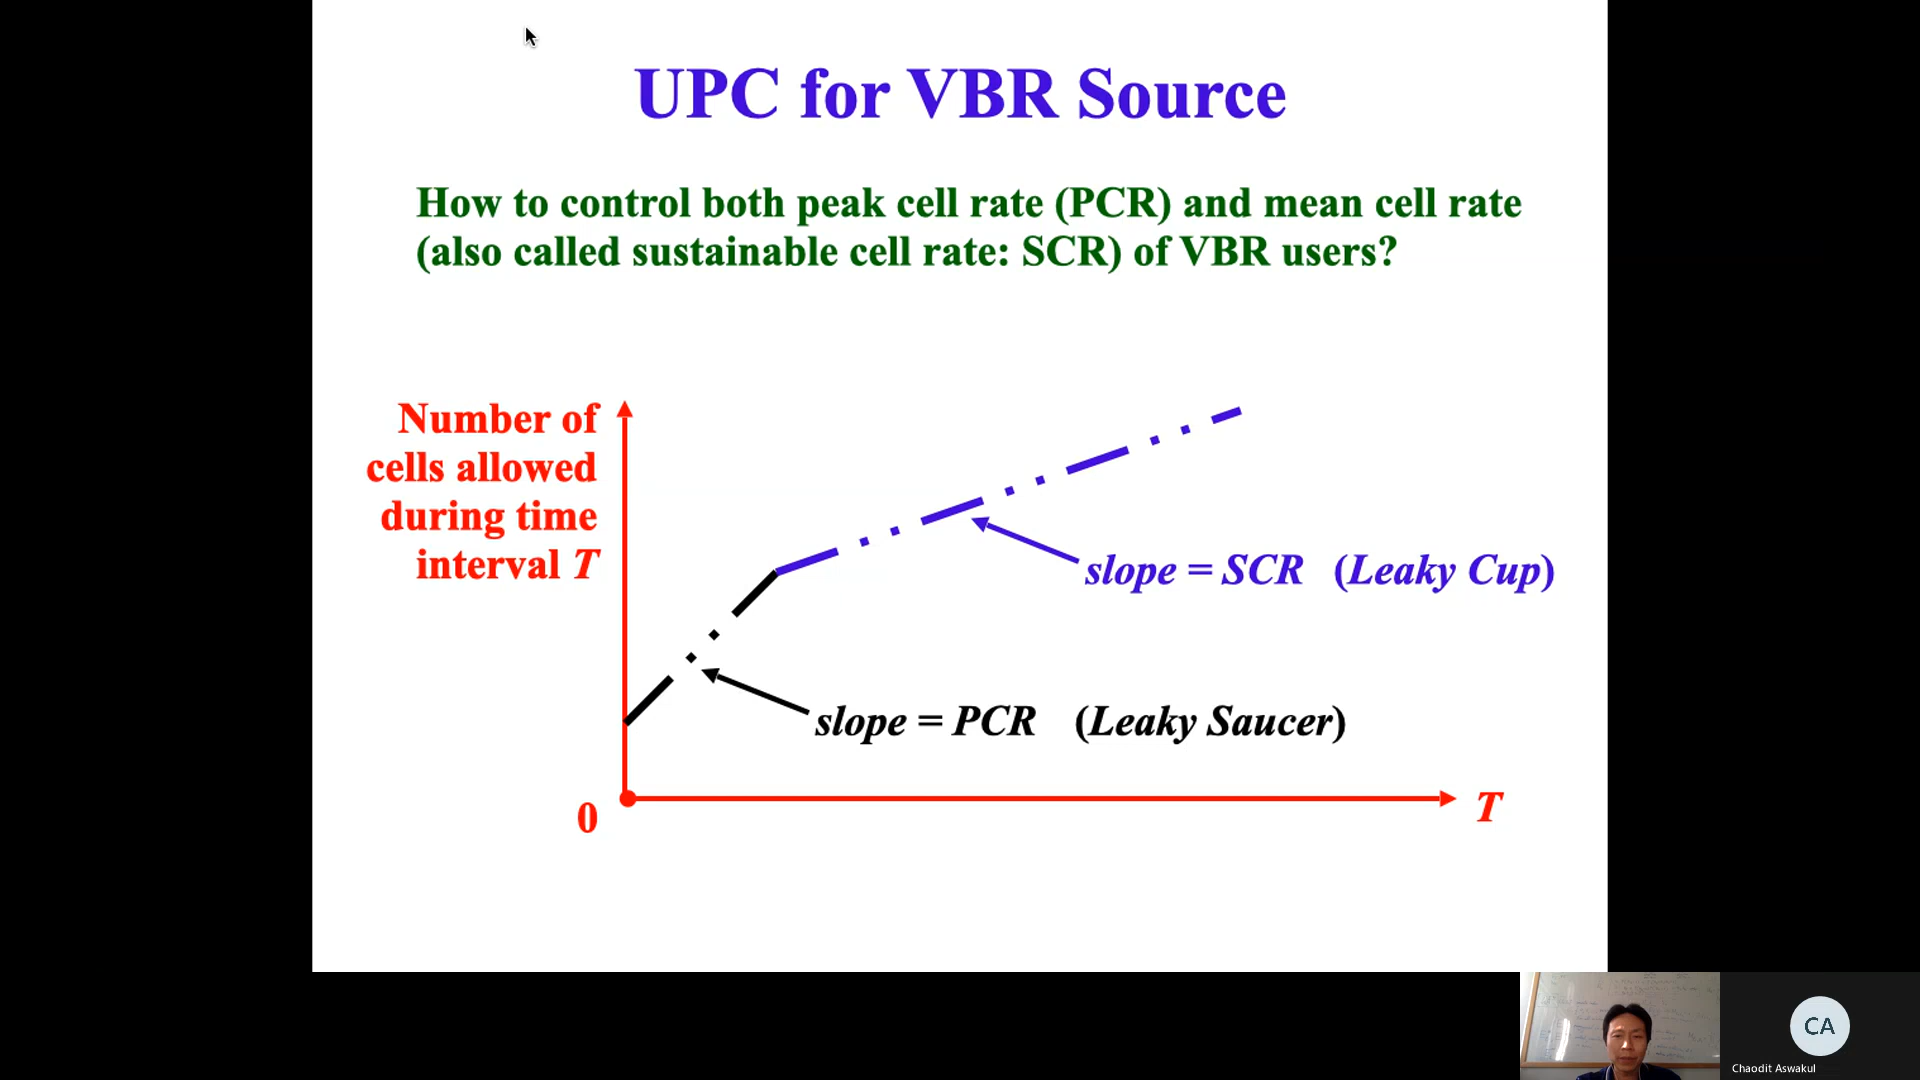 UPC for VBR Source
How to control both peak cell rate (PCR) and mean cell rate
(also called sustainable cell rate: SCR) of VBR users?
Number of
cells allowed
during time
interval T
slope = SCR (Leaky Cup)
slope = PCR (Leaky Saucer)
0
T
CA
Chaodit Aswakul